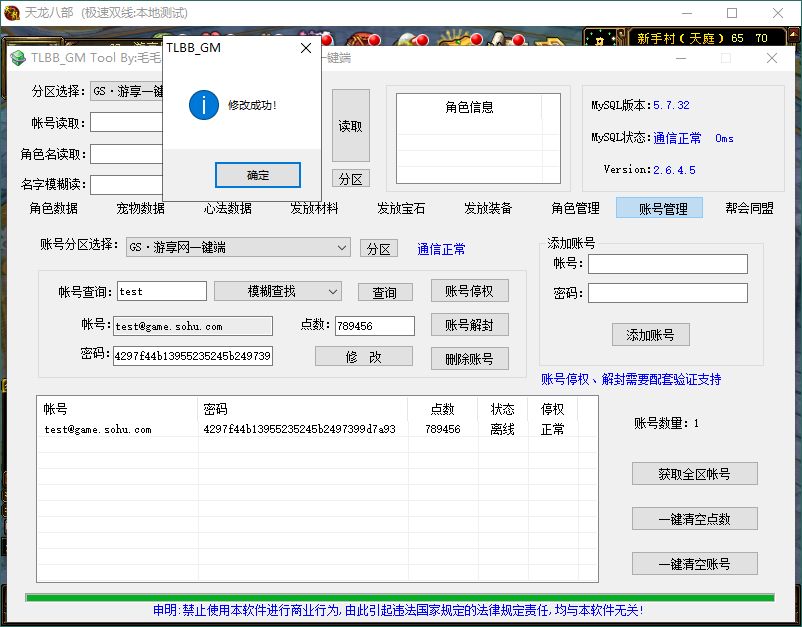 天龙八部 (极速双线:本地测试)
新手村(天庭) 65 70
TLBB_GM Tool By:毛毛
一键端
TLBB_GM
修改成功!
确定
分区选择:
GS·游享一键
帐号读取:
角色名读取:
名字模糊读:
读取
分区
角色信息
MySQL版本:5.7.32
MySQL状态:通信正常 0ms
Version:2.6.4.5
角色数据 宠物数据 心法数据 发放材料 发放宝石 发放装备 角色管理 账号管理 帮会同盟
账号分区选择: GS·游享网一键端 分区 通信正常
帐号查询: test 模糊查找 查询 账号停权
帐号: test@game.sohu.com 点数: 789456 账号解封
密码: 4297f44b13955235245b249739 修 改 删除账号
添加账号
帐号:
密码:
添加账号
账号停权、解封需要配套验证支持
帐号 密码 点数 状态 停权
test@game.sohu.com 4297f44b13955235245b2497399d7a93 789456 离线 正常
账号数量: 1
获取全区帐号
一键清空点数
一键清空账号
申明:禁止使用本软件进行商业行为,由此引起违法国家规定的法律规定责任,均与本软件无关!